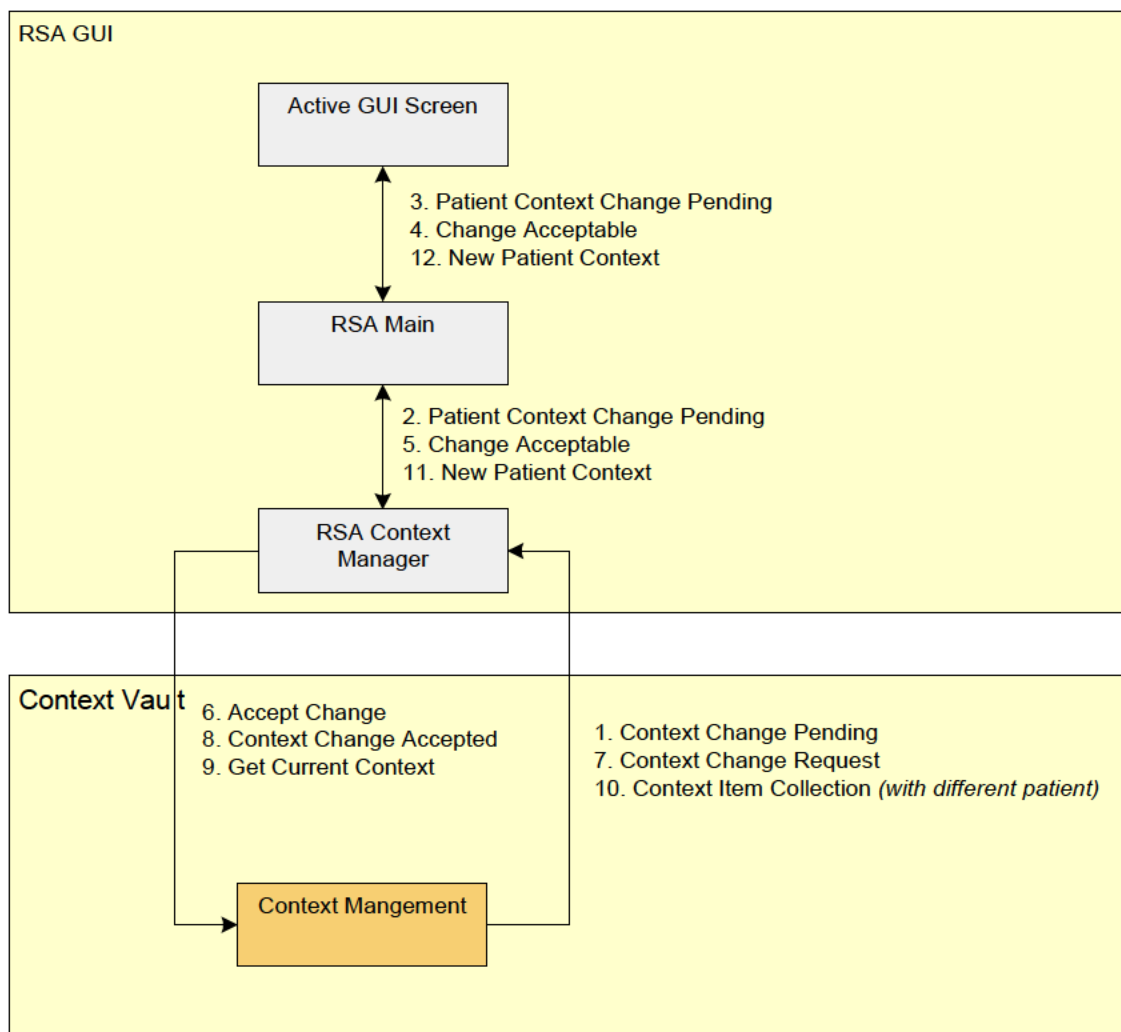 RSA GUI
Active GUI Screen
3. Patient Context Change Pending
4. Change Acceptable
12. New Patient Context
RSA Main
2. Patient Context Change Pending
5. Change Acceptable
11. New Patient Context
RSA Context
Manager
Context Vault
6. Accept Change
8. Context Change Accepted
9. Get Current Context
1. Context Change Pending
7. Context Change Request
10. Context Item Collection (with different patient)
Context Mangement